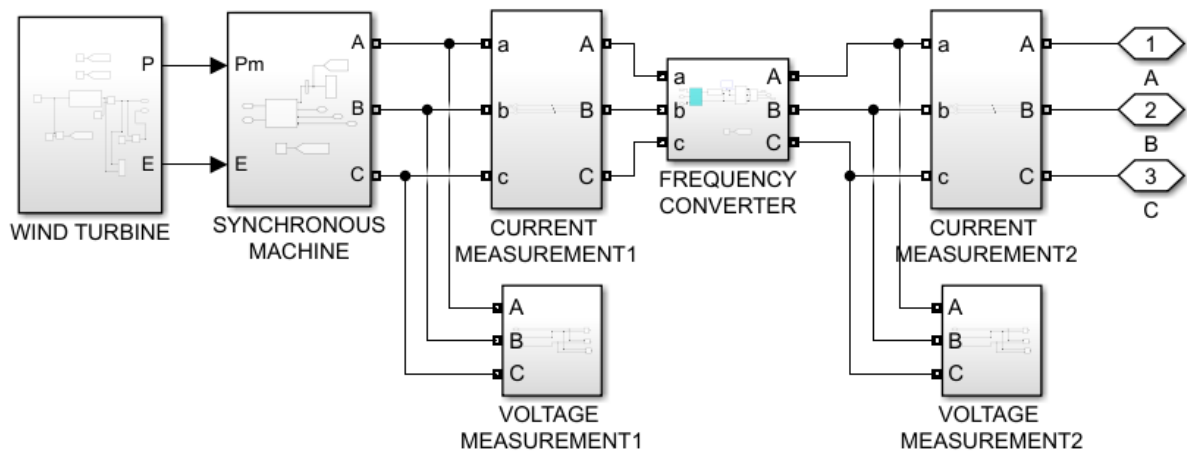 P
E
WIND TURBINE
Pm
E
A
B
C
SYNCHRONOUS
MACHINE
a
b
c
A
B
C
CURRENT
MEASUREMENT1
a
b
c
A
B
C
FREQUENCY
CONVERTER
a
b
c
A
B
C
CURRENT
MEASUREMENT2
1
A
2
B
3
C
A
B
C
VOLTAGE
MEASUREMENT1
A
B
C
VOLTAGE
MEASUREMENT2